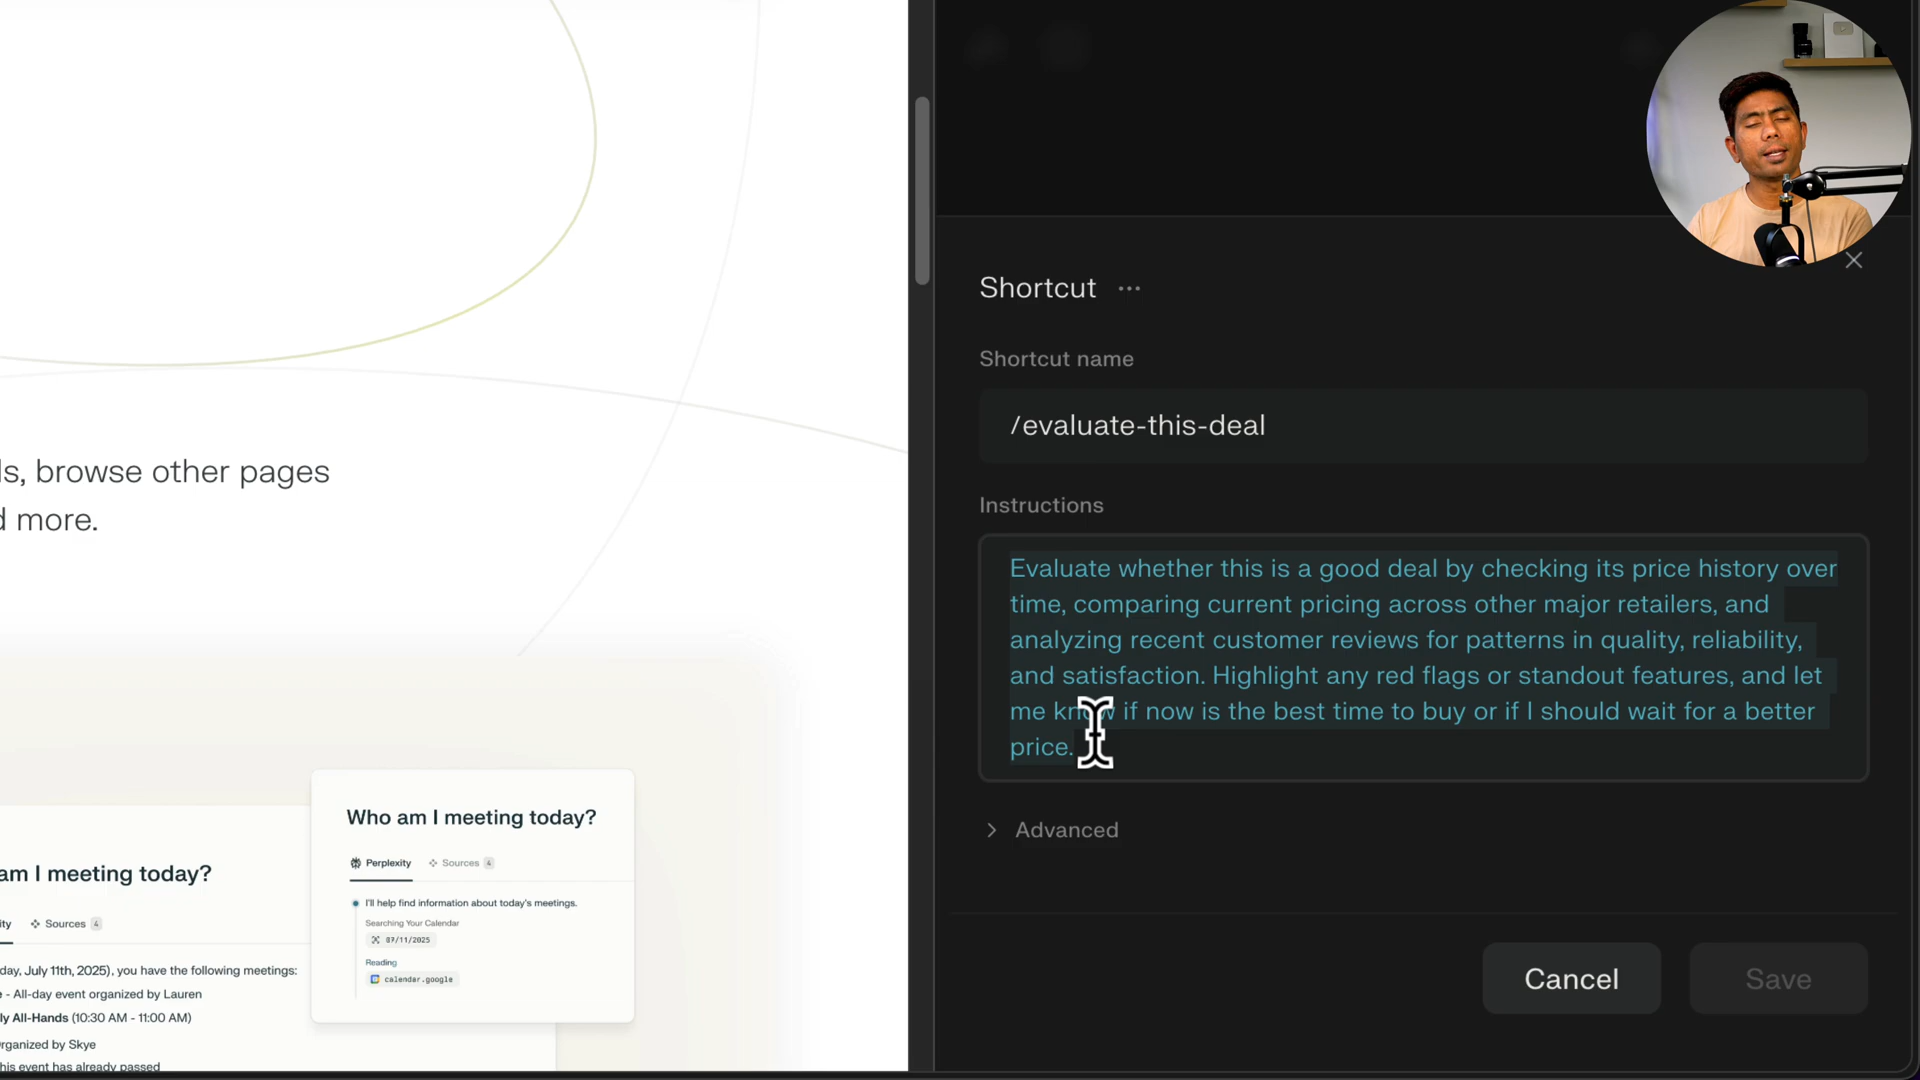 browse other pages
more.
am I meeting today?
Sources 4
July 11th, 2025), you have the following meetings:
- All-day event organized by Lauren
All-Hands (10:30 AM - 11:00 AM)
by Skye
event has already passed
Who am I meeting today?
Perplexity Sources 4
I'll help find information about today's meetings.
Searching Your Calendar
07/11/2025
Reading
calendar.google
Shortcut ...
Shortcut name
/evaluate-this-deal
Instructions
Evaluate whether this is a good deal by checking its price history over
time, comparing current pricing across other major retailers, and
analyzing recent customer reviews for patterns in quality, reliability,
and satisfaction. Highlight any red flags or standout features, and let
me know if now is the best time to buy or if I should wait for a better
price.
Advanced
Cancel Save